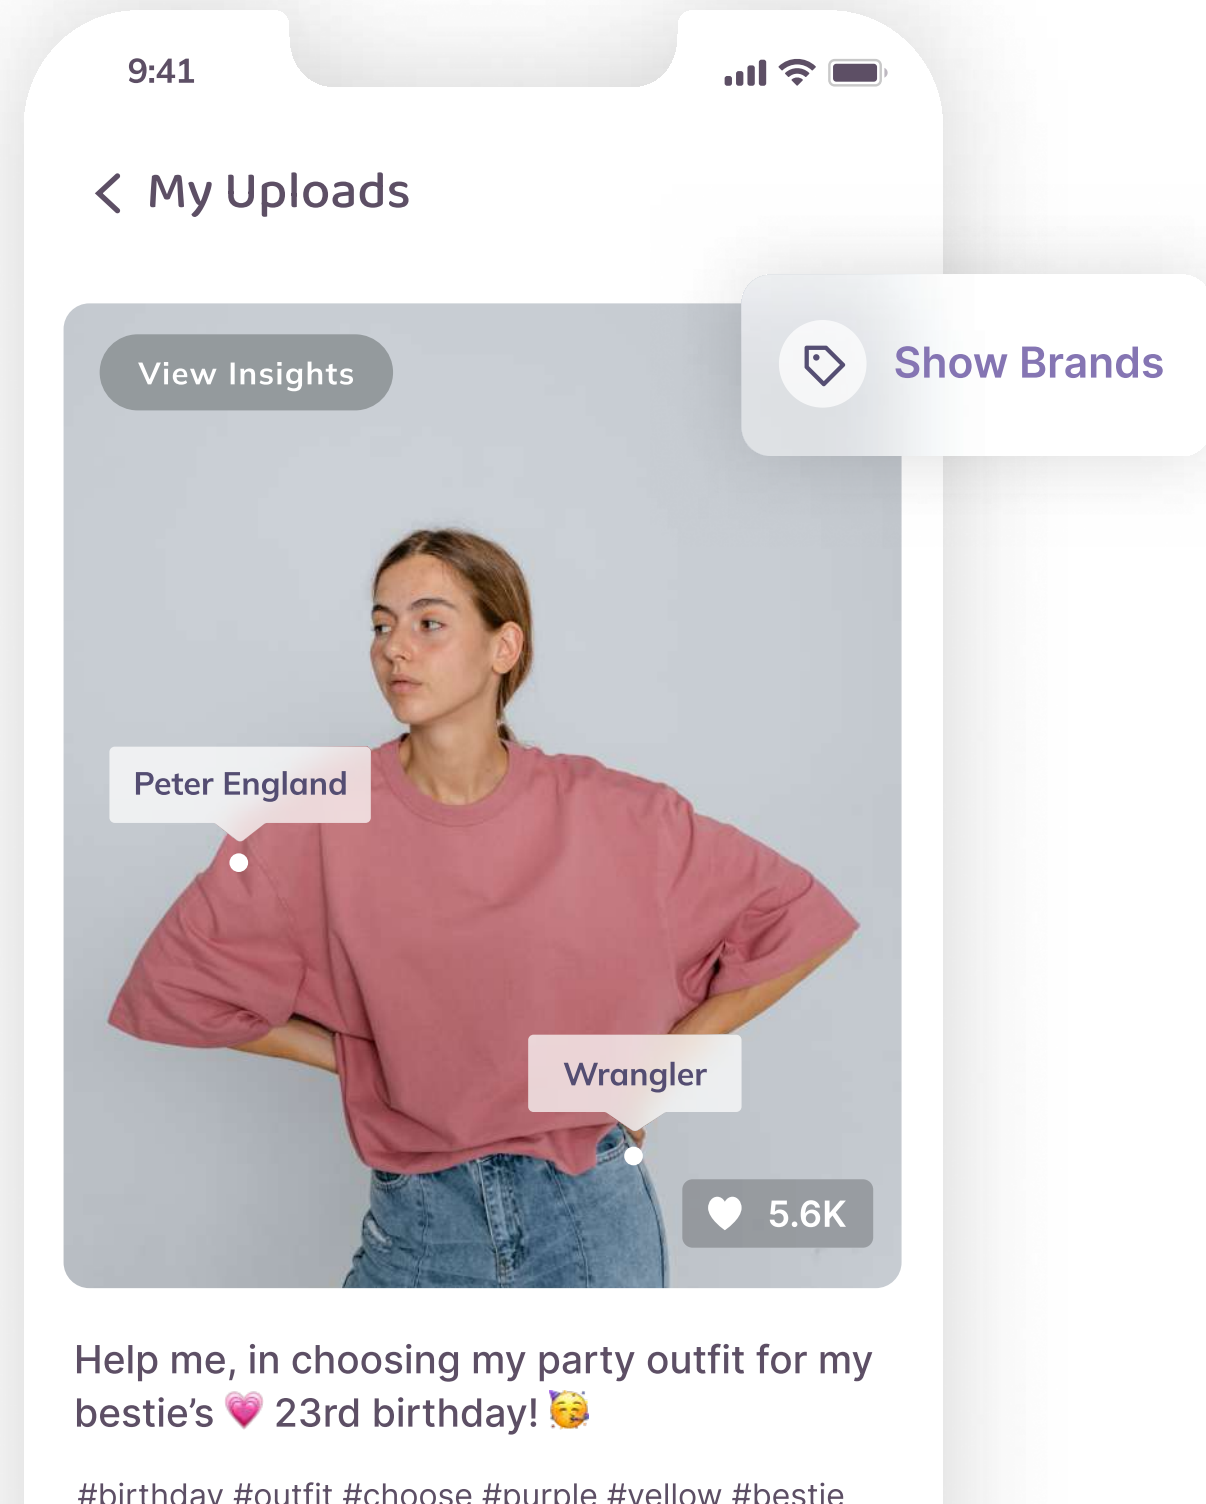 9:41
My Uploads
View Insights
Show Brands
Peter England
Wrangler
5.6K
Help me, in choosing my party outfit for my
bestie’s 💗 23rd birthday! 🥳
#birthday #outfit #choose #purple #yellow #bestie